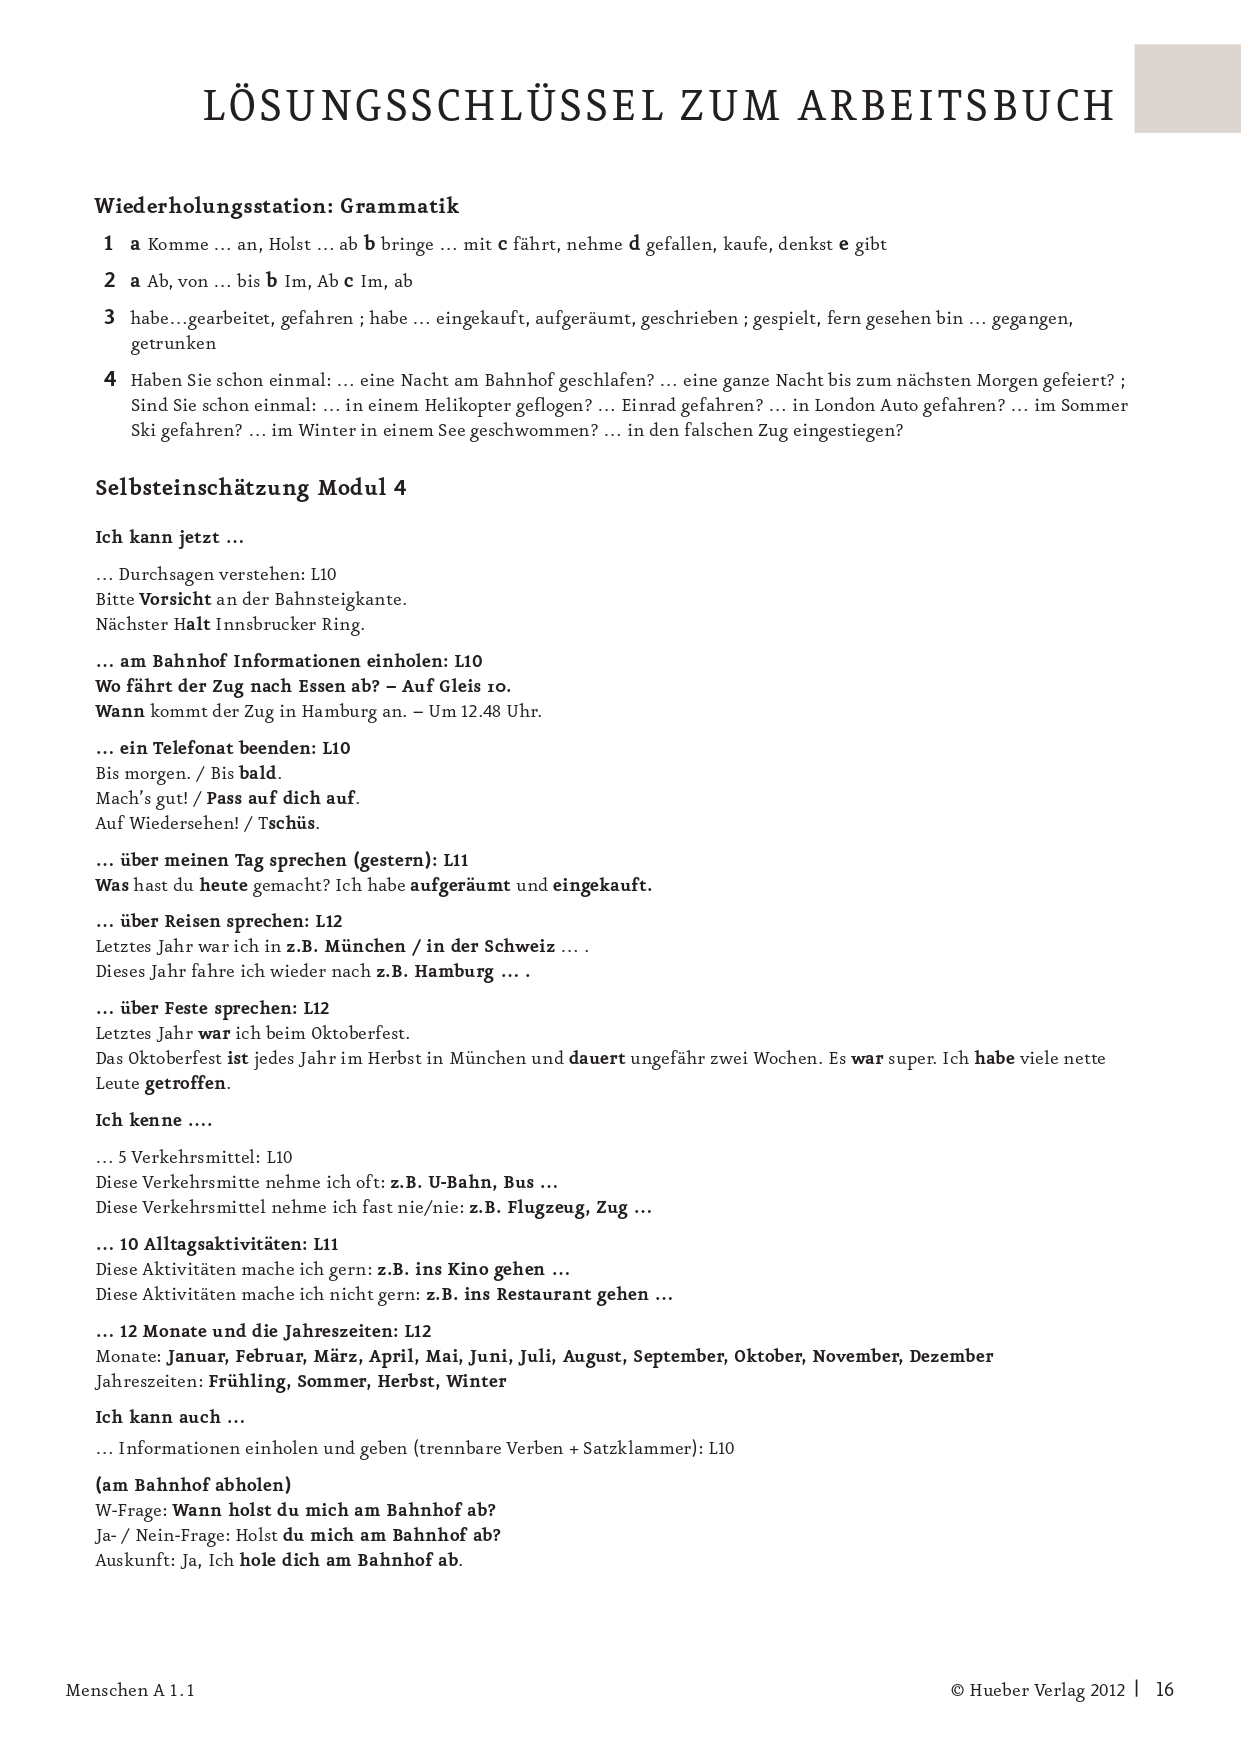 LÖSUNGSSCHLÜSSEL ZUM ARBEITSBUCH
Wiederholungsstation: Grammatik
1 a Komme … an, Holst … ab b bringe … mit c fährt, nehme d gefallen, kaufe, denkst e gibt
2 a Ab, von … bis b Im, Ab c Im, ab
3 habe…gearbeitet, gefahren ; habe … eingekauft, aufgeräumt, geschrieben ; gespielt, fern gesehen bin … gegangen,
getrunken
4 Haben Sie schon einmal: … eine Nacht am Bahnhof geschlafen? … eine ganze Nacht bis zum nächsten Morgen gefeiert? ;
Sind Sie schon einmal: … in einem Helikopter geflogen? … Einrad gefahren? … in London Auto gefahren? … im Sommer
Ski gefahren? … im Winter in einem See geschwommen? … in den falschen Zug eingestiegen?
Selbsteinschätzung Modul 4
Ich kann jetzt …
… Durchsagen verstehen: L10
Bitte Vorsicht an der Bahnsteigkante.
Nächster Halt Innsbrucker Ring.
… am Bahnhof Informationen einholen: L10
Wo fährt der Zug nach Essen ab? – Auf Gleis 10.
Wann kommt der Zug in Hamburg an. – Um 12.48 Uhr.
… ein Telefonat beenden: L10
Bis morgen. / Bis bald.
Mach's gut! / Pass auf dich auf.
Auf Wiedersehen! / Tschüs.
… über meinen Tag sprechen (gestern): L11
Was hast du heute gemacht? Ich habe aufgeräumt und eingekauft.
… über Reisen sprechen: L12
Letztes Jahr war ich in z.B. München / in der Schweiz … .
Dieses Jahr fahre ich wieder nach z.B. Hamburg … .
… über Feste sprechen: L12
Letztes Jahr war ich beim Oktoberfest.
Das Oktoberfest ist jedes Jahr im Herbst in München und dauert ungefähr zwei Wochen. Es war super. Ich habe viele nette
Leute getroffen.
Ich kenne ….
… 5 Verkehrsmittel: L10
Diese Verkehrsmitte nehme ich oft: z.B. U-Bahn, Bus …
Diese Verkehrsmittel nehme ich fast nie/nie: z.B. Flugzeug, Zug …
… 10 Alltagsaktivitäten: L11
Diese Aktivitäten mache ich gern: z.B. ins Kino gehen …
Diese Aktivitäten mache ich nicht gern: z.B. ins Restaurant gehen …
… 12 Monate und die Jahreszeiten: L12
Monate: Januar, Februar, März, April, Mai, Juni, Juli, August, September, Oktober, November, Dezember
Jahreszeiten: Frühling, Sommer, Herbst, Winter
Ich kann auch …
… Informationen einholen und geben (trennbare Verben + Satzklammer): L10
(am Bahnhof abholen)
W-Frage: Wann holst du mich am Bahnhof ab?
Ja- / Nein-Frage: Holst du mich am Bahnhof ab?
Auskunft: Ja, Ich hole dich am Bahnhof ab.
Menschen A 1.1
© Hueber Verlag 2012 | 16